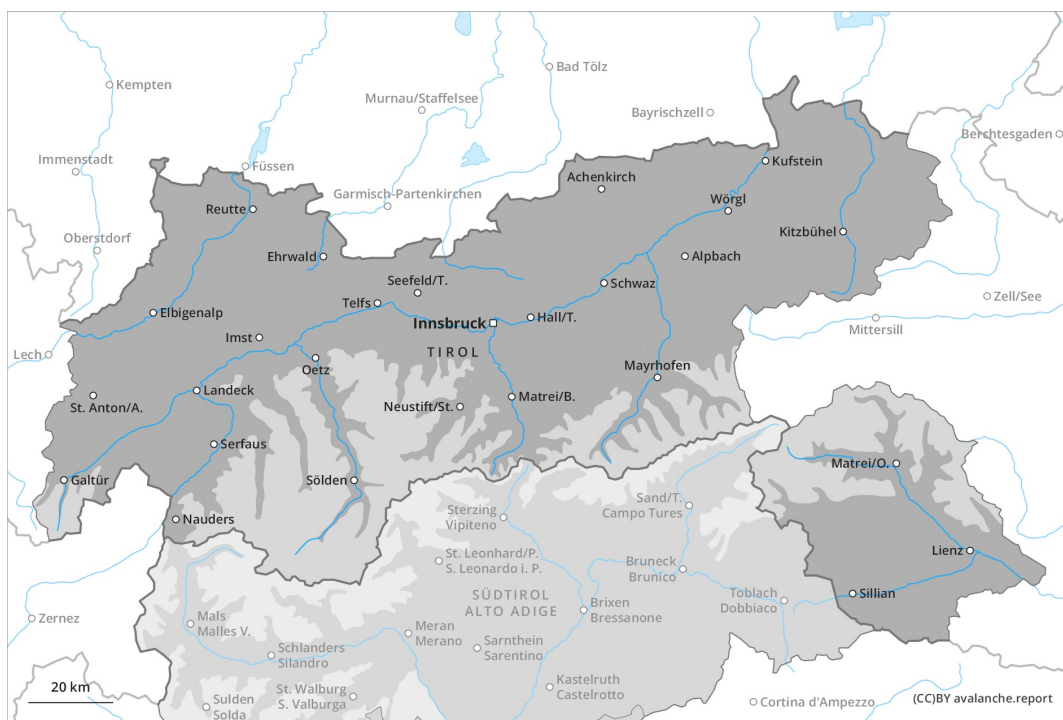 Kempten
Bad Tölz
Murnau/Staffelsee
Bayrischzell
Berchtesgaden
Immenstadt
Füssen
Kufstein
Achenkirch
Garmisch-Partenkirchen
Wörgl
Reutte
Oberstdorf
Kitzbühel
Ehrwald
Alpbach
Seefeld/T.
Schwaz
Telfs
Zell/See
Elbigenalp
Innsbruck
Hall/T.
Mittersill
Imst
TIROL
Lech
Oetz
Mayrhofen
Landeck
St. Anton/A.
Neustift/St.
Matrei/B.
Serfaus
Matrei/O.
Galtür
Sölden
Sand/T.
Campo Tures
Sterzing
Vipiteno
Nauders
St. Leonhard/P.
S. Leonardo i. P.
Lienz
Bruneck
Brunico
SÜDTIROL
ALTO ADIGE
Sillian
Toblach
Dobbiaco
Brixen
Bressanone
Zernez
Mals
Malles V.
Meran
Merano
Sarnthein
Sarentino
Schlanders
Silandro
Kastelruth
Castelrotto
20 km
St. Walburg
S. Valburga
Sulden
Solda
Cortina d'Ampezzo
(CC)BY avalanche.report